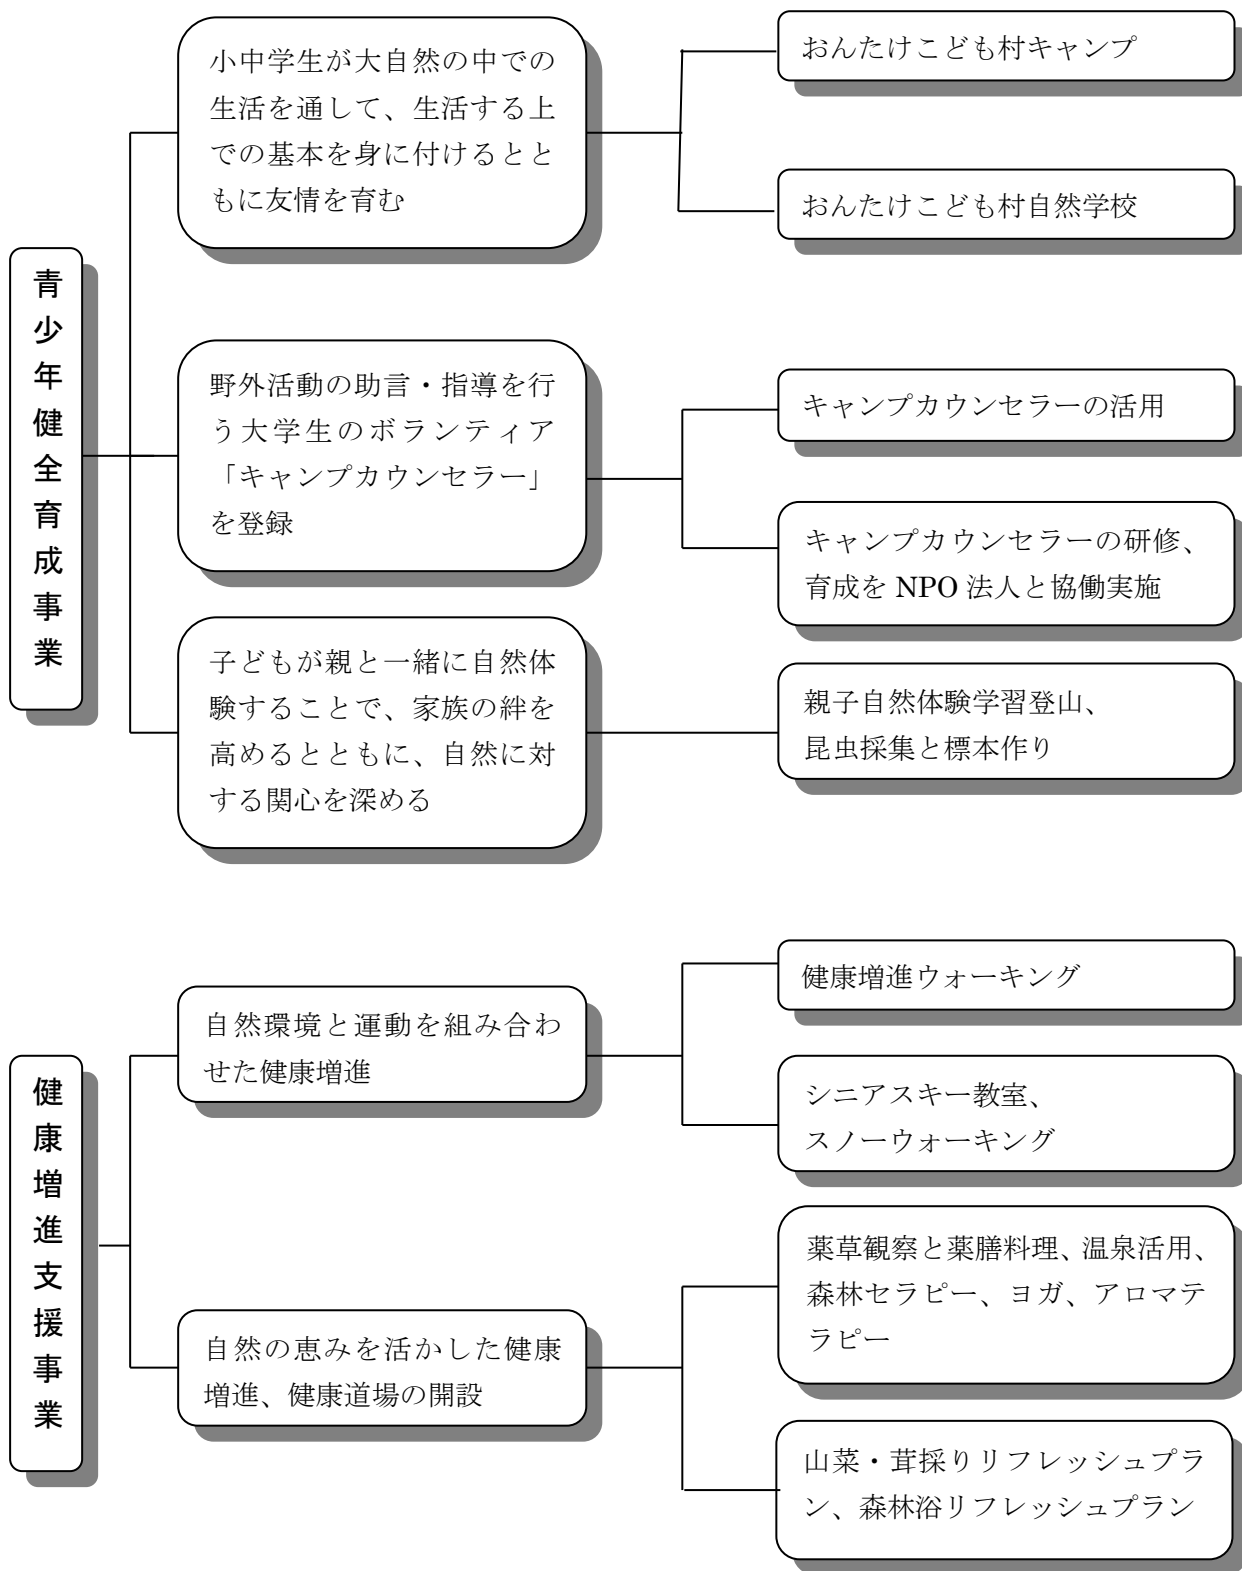 青少年健全育成事業
小中学生が大自然の中での
生活を通して、生活する上
での基本を身に付けるとと
もに友情を育む
おんたけこども村キャンプ
おんたけこども村自然学校
野外活動の助言・指導を行
う大学生のボランティア
「キャンプカウンセラー」
を登録
キャンプカウンセラーの活用
キャンプカウンセラーの研修、
育成を NPO 法人と協働実施
子どもが親と一緒に自然体
験することで、家族の絆を
高めるとともに、自然に対
する関心を深める
親子自然体験学習登山、
昆虫採集と標本作り
健康増進支援事業
自然環境と運動を組み合わ
せた健康増進
健康増進ウォーキング
シニアスキー教室、
スノーウォーキング
自然の恵みを活かした健康
増進、健康道場の開設
薬草観察と薬膳料理、温泉活用、
森林セラピー、ヨガ、アロマテ
ラピー
山菜・茸採りリフレッシュプラ
ン、森林浴リフレッシュプラン